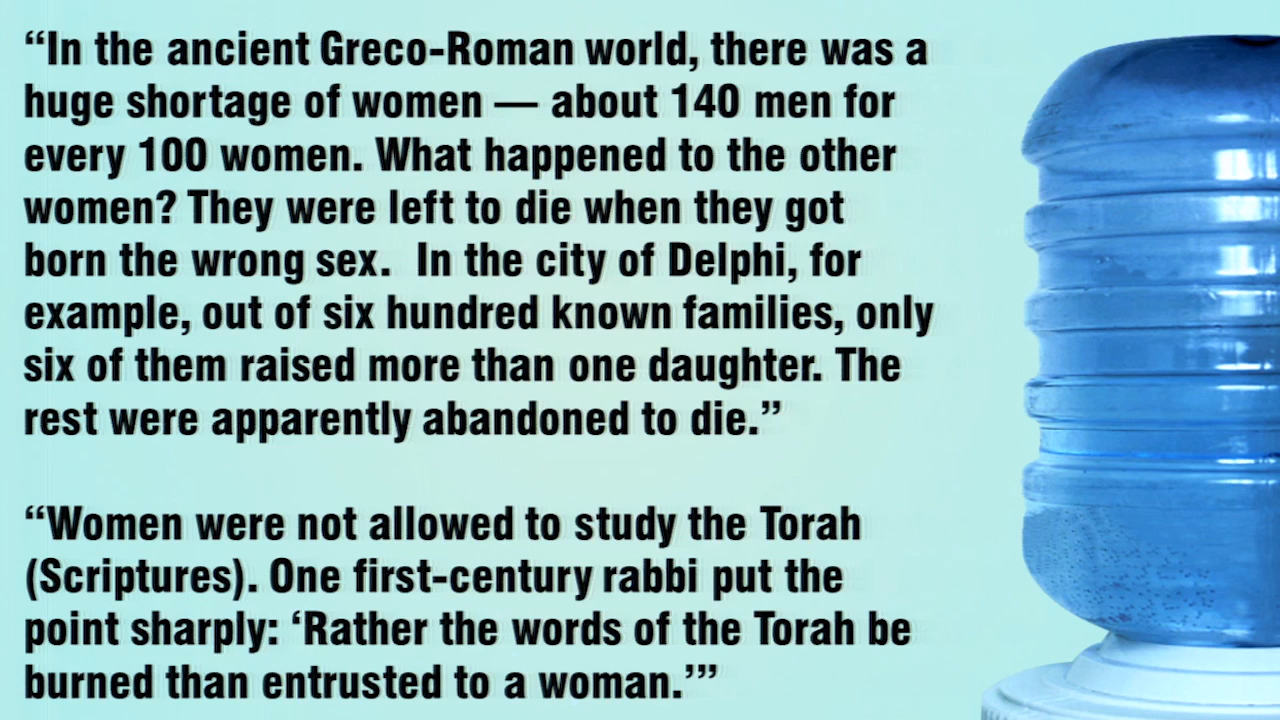 “In the ancient Greco-Roman world, there was a
huge shortage of women — about 140 men for
every 100 women. What happened to the other
women? They were left to die when they got
born the wrong sex.  In the city of Delphi, for
example, out of six hundred known families, only
six of them raised more than one daughter. The
rest were apparently abandoned to die.”
“Women were not allowed to study the Torah
(Scriptures). One first-century rabbi put the
point sharply: ‘Rather the words of the Torah be
burned than entrusted to a woman.’”